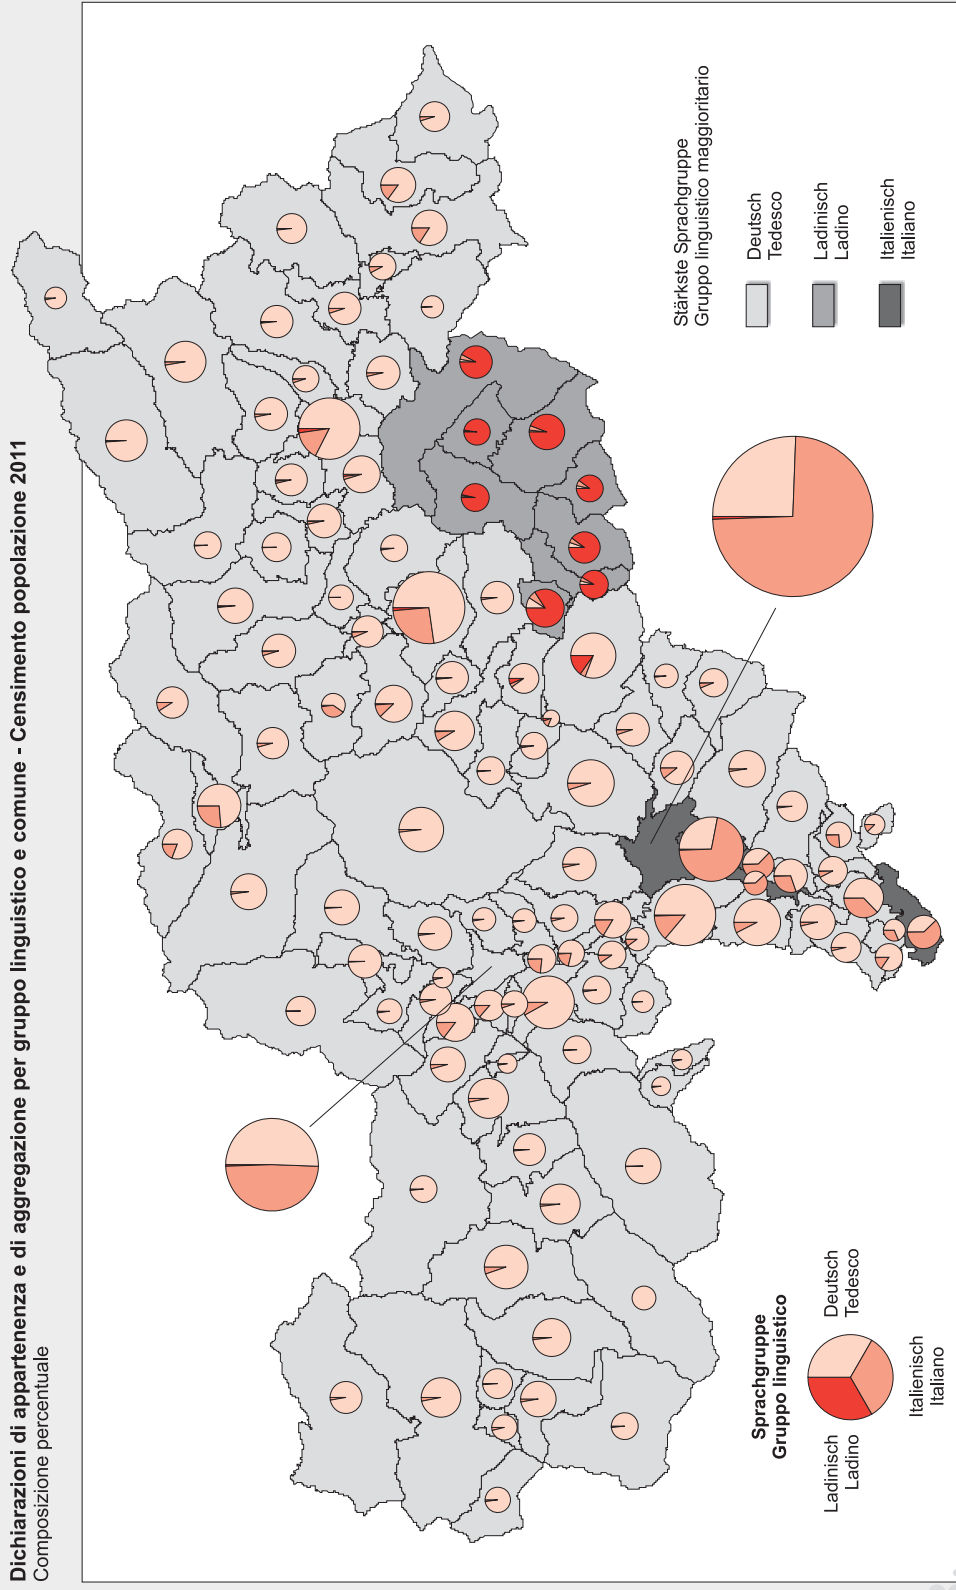 Dichiarazioni di appartenenza e di aggregazione per gruppo linguistico e comune - Censimento popolazione 2011
Composizione percentuale
Stärkste Sprachgruppe
Gruppo linguistico maggioritario
Deutsch
Tedesco
Ladinisch
Ladino
Italienisch
Italiano
Sprachgruppe
Gruppo linguistico
Ladinisch
Ladino
Deutsch
Tedesco
Italienisch
Italiano